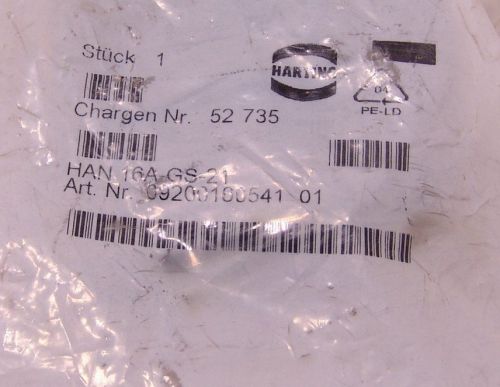 Stück 1
HARTING
04
PE-LD
Chargen Nr. 52 735
HAN 16A-GS-21
Art. Nr. 09200160541 01